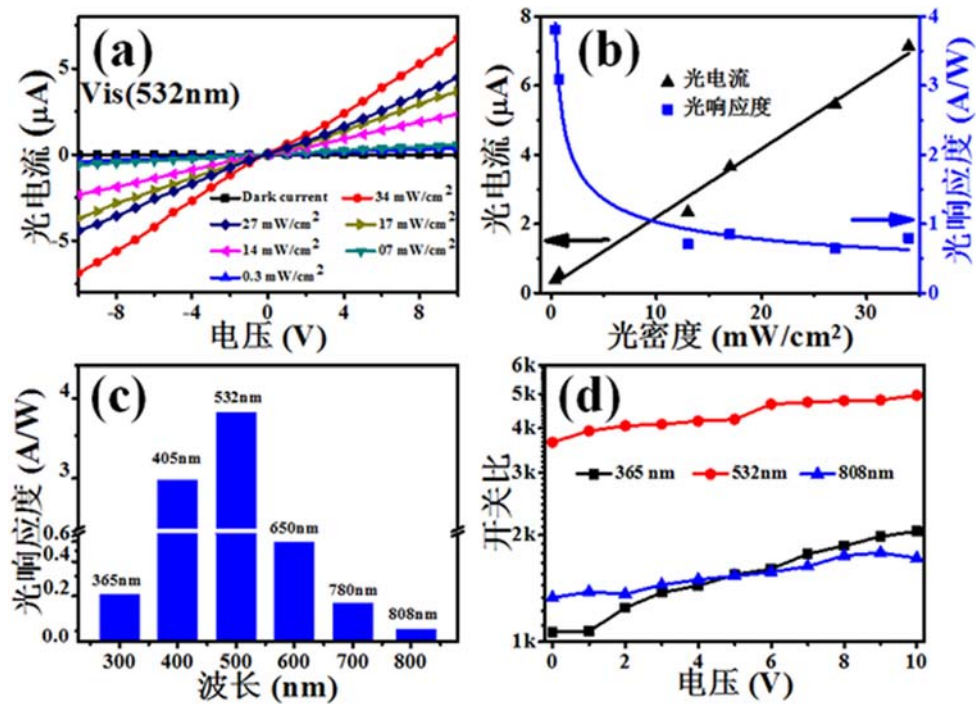 (a)
Vis(532nm)
光电流 (μA)
5
0
-5
Dark current
34 mW/cm²
27 mW/cm²
17 mW/cm²
14 mW/cm²
07 mW/cm²
0.3 mW/cm²
-8 -4 0 4 8
电压 (V)
(b)
光电流 (μA)
8
6
4
2
0
光电流
光响应度
4
3
2
1
0
光响应度 (A/W)
0 10 20 30
光密度 (mW/cm²)
(c)
光响应度 (A/W)
4
3
0.6
0.4
0.2
0.0
365nm
405nm
532nm
650nm
780nm
808nm
300 400 500 600 700 800
波长 (nm)
(d)
开关比
6k
5k
4k
3k
2k
1k
365 nm
532nm
808nm
0 2 4 6 8 10
电压 (V)